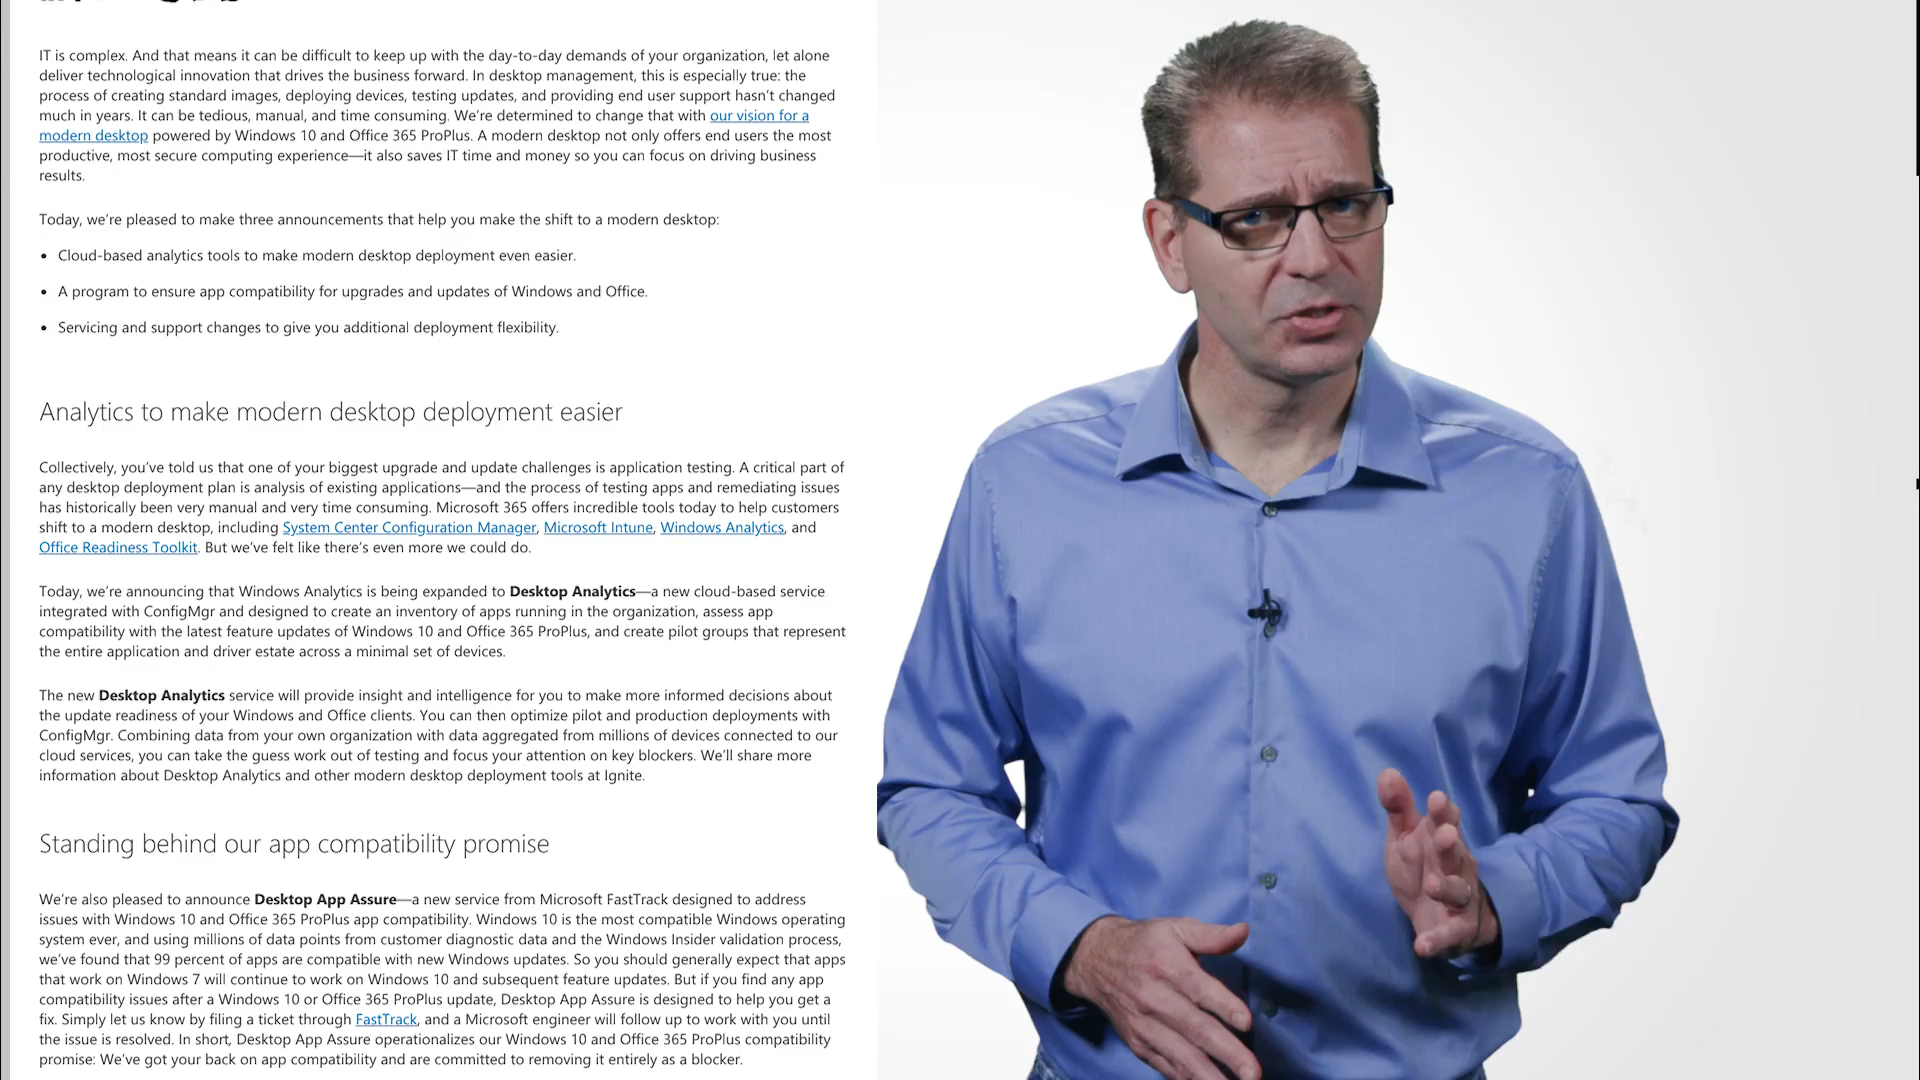 IT is complex. And that means it can be difficult to keep up with the day-to-day demands of your organization, let alone
deliver technological innovation that drives the business forward. In desktop management, this is especially true: the
process of creating standard images, deploying devices, testing updates, and providing end user support hasn’t changed
much in years. It can be tedious, manual, and time consuming. We’re determined to change that with our vision for a
modern desktop powered by Windows 10 and Office 365 ProPlus. A modern desktop not only offers end users the most
productive, most secure computing experience—it also saves IT time and money so you can focus on driving business
results.
Today, we’re pleased to make three announcements that help you make the shift to a modern desktop:
• Cloud-based analytics tools to make modern desktop deployment even easier.
• A program to ensure app compatibility for upgrades and updates of Windows and Office.
• Servicing and support changes to give you additional deployment flexibility.
Analytics to make modern desktop deployment easier
Collectively, you’ve told us that one of your biggest upgrade and update challenges is application testing. A critical part of
any desktop deployment plan is analysis of existing applications—and the process of testing apps and remediating issues
has historically been very manual and very time consuming. Microsoft 365 offers incredible tools today to help customers
shift to a modern desktop, including System Center Configuration Manager, Microsoft Intune, Windows Analytics, and
Office Readiness Toolkit. But we’ve felt like there’s even more we could do.
Today, we’re announcing that Windows Analytics is being expanded to Desktop Analytics—a new cloud-based service
integrated with ConfigMgr and designed to create an inventory of apps running in the organization, assess app
compatibility with the latest feature updates of Windows 10 and Office 365 ProPlus, and create pilot groups that represent
the entire application and driver estate across a minimal set of devices.
The new Desktop Analytics service will provide insight and intelligence for you to make more informed decisions about
the update readiness of your Windows and Office clients. You can then optimize pilot and production deployments with
ConfigMgr. Combining data from your own organization with data aggregated from millions of devices connected to our
cloud services, you can take the guess work out of testing and focus your attention on key blockers. We’ll share more
information about Desktop Analytics and other modern desktop deployment tools at Ignite.
Standing behind our app compatibility promise
We’re also pleased to announce Desktop App Assure—a new service from Microsoft FastTrack designed to address
issues with Windows 10 and Office 365 ProPlus app compatibility. Windows 10 is the most compatible Windows operating
system ever, and using millions of data points from customer diagnostic data and the Windows Insider validation process,
we’ve found that 99 percent of apps are compatible with new Windows updates. So you should generally expect that apps
that work on Windows 7 will continue to work on Windows 10 and subsequent feature updates. But if you find any app
compatibility issues after a Windows 10 or Office 365 ProPlus update, Desktop App Assure is designed to help you get a
fix. Simply let us know by filing a ticket through FastTrack, and a Microsoft engineer will follow up to work with you until
the issue is resolved. In short, Desktop App Assure operationalizes our Windows 10 and Office 365 ProPlus compatibility
promise: We’ve got your back on app compatibility and are committed to removing it entirely as a blocker.